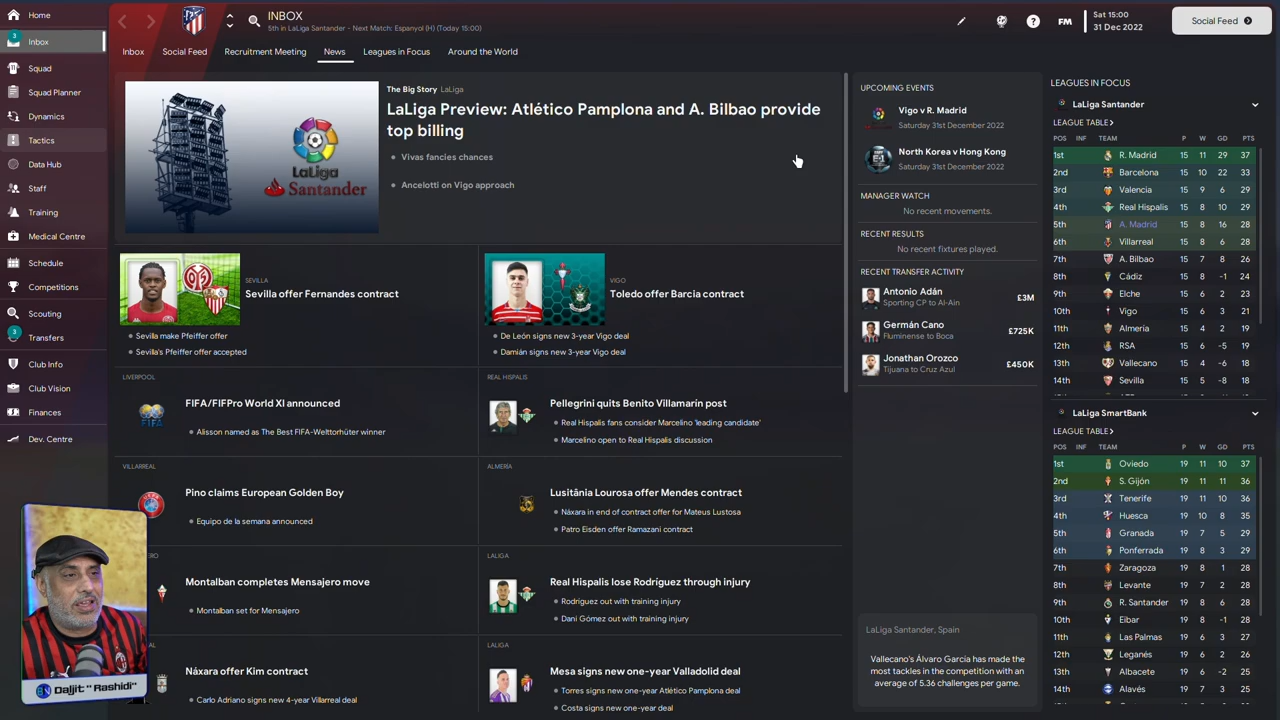 Home
3
Inbox
Squad
Squad Planner
Dynamics
Tactics
Data Hub
Staff
Training
Medical Centre
Schedule
Competitions
Scouting
3
Transfers
Club Info
Club Vision
Finances
Dev. Centre
INBOX
5th in LaLiga Santander - Next Match: Espanyol (H) (Today 15:00)
? FM
Sat 15:00
31 Dec 2022
Social Feed
Inbox Social Feed Recruitment Meeting News Leagues in Focus Around the World
LaLiga
Santander
The Big Story LaLiga
LaLiga Preview: Atlético Pamplona and A. Bilbao provide
top billing
Vivas fancies chances
Ancelotti on Vigo approach
SEVILLA
Sevilla offer Fernandes contract
Sevilla make Pfeiffer offer
Sevilla's Pfeiffer offer accepted
VIGO
Toledo offer Barcia contract
De León signs new 3-year Vigo deal
Damián signs new 3-year Vigo deal
LIVERPOOL
FIFA
FIFA/FIFPro World XI announced
Alisson named as The Best FIFA-Welttorhüter winner
REAL HISPALIS
Pellegrini quits Benito Villamarín post
Real Hispalis fans consider Marcelino 'leading candidate'
Marcelino open to Real Hispalis discussion
VILLARREAL
Pino claims European Golden Boy
Equipo de la semana announced
ALMERÍA
Lusitânia Lourosa offer Mendes contract
Náxara in end of contract offer for Mateus Lustosa
Patro Eisden offer Ramazani contract
Montalban completes Mensajero move
Montalban set for Mensajero
LALIGA
Real Hispalis lose Rodríguez through injury
Rodriguez out with training injury
Dani Gómez out with training injury
Náxara offer Kim contract
Carlo Adriano signs new 4-year Villarreal deal
LALIGA
Mesa signs new one-year Valladolid deal
Torres signs new one-year Atlético Pamplona deal
Costa signs new one-year deal
Daljit "Rashidi"
UPCOMING EVENTS
Vigo v R. Madrid
Saturday 31st December 2022
North Korea v Hong Kong
Saturday 31st December 2022
MANAGER WATCH
No recent movements.
RECENT RESULTS
No recent fixtures played.
RECENT TRANSFER ACTIVITY
Antonio Adán
Sporting CP to Al-Ain
£3M
Germán Cano
Fluminense to Boca
£725K
Jonathan Orozco
Tijuana to Cruz Azul
£450K
LaLiga Santander, Spain
Vallecano's Álvaro García has made the
most tackles in the competition with an
average of 5.36 challenges per game.
LEAGUES IN FOCUS
LaLiga Santander
LEAGUE TABLE
POS INF TEAM P W GD PTS
1st R. Madrid 15 11 29 37
2nd Barcelona 15 10 22 33
3rd Valencia 15 9 6 29
4th Real Hispalis 15 8 10 29
5th A. Madrid 15 8 16 28
6th Villarreal 15 8 6 28
7th A. Bilbao 15 7 8 26
8th Cádiz 15 8 -1 24
9th Elche 15 6 2 23
10th Vigo 15 6 3 21
11th Almería 15 4 2 19
12th RSA 15 6 -5 19
13th Vallecano 15 4 -6 18
14th Sevilla 15 5 -8 18
LaLiga SmartBank
LEAGUE TABLE
POS INF TEAM P W GD PTS
1st Oviedo 19 11 10 37
2nd S. Gijón 19 11 11 36
3rd Tenerife 19 11 10 36
4th Huesca 19 10 8 35
5th Granada 19 7 5 29
6th Ponferrada 19 8 3 29
7th Zaragoza 19 8 1 28
8th Levante 19 7 2 28
9th R. Santander 19 8 2 28
10th Eibar 19 8 -1 28
11th Las Palmas 19 6 3 27
12th Leganés 19 6 2 26
13th Albacete 19 6 -2 25
14th Alavés 19 7 3 25